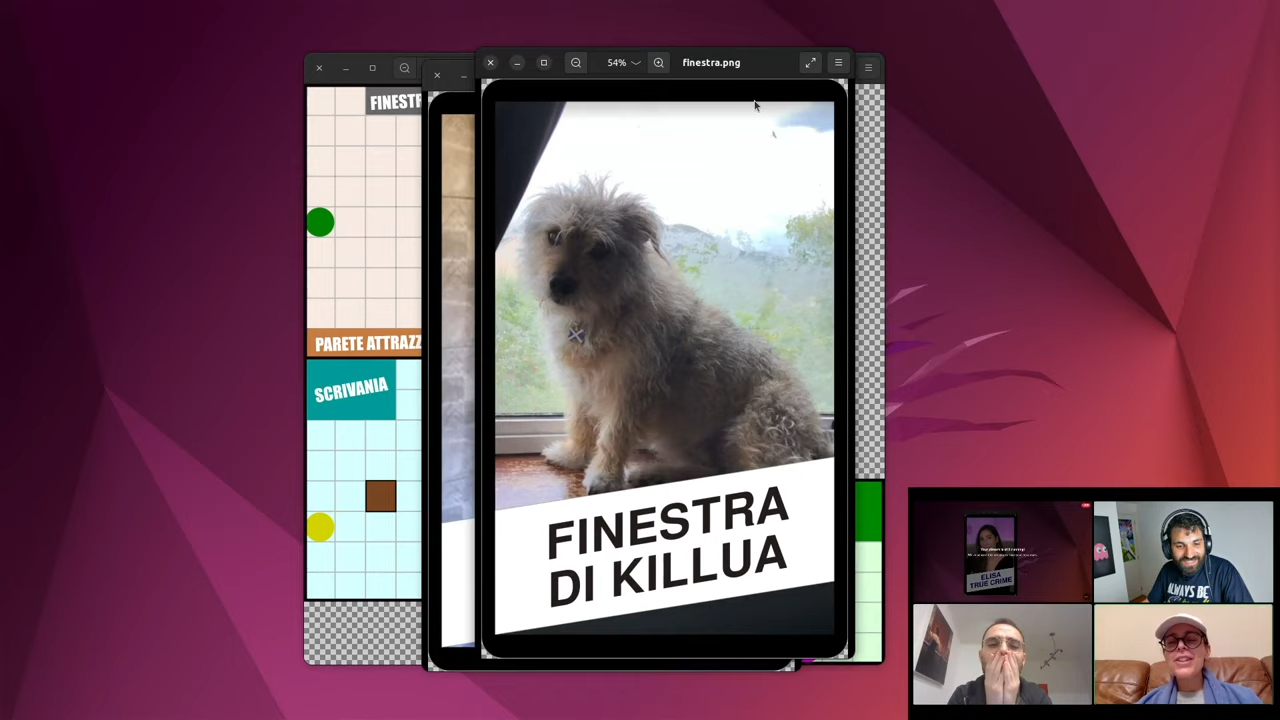 54%
finestra.png
FINESTR
PARETE ATTRAZZ
SCRIVANIA
FINESTRA
DI KILLUA
ELISA
TRUE CRIME
ALWAYS BE